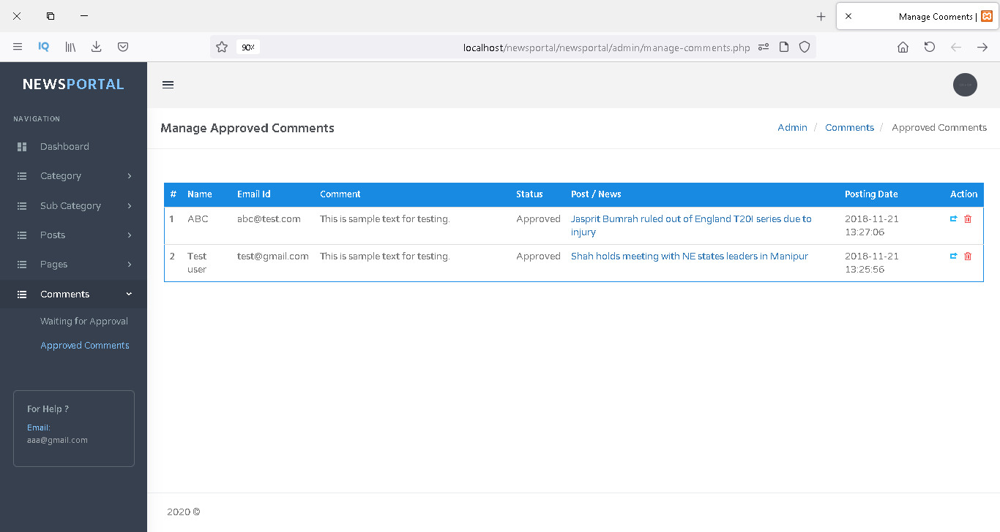 Manage Cooments |
90%
localhost/newsportal/newsportal/admin/manage-comments.php
NEWSPORTAL
NAVIGATION
Dashboard
Category
Sub Category
Posts
Pages
Comments
Waiting for Approval
Approved Comments
For Help ?
Email:
aaa@gmail.com
Manage Approved Comments
Admin / Comments / Approved Comments
# Name Email Id Comment Status Post / News Posting Date Action
1 ABC abc@test.com This is sample text for testing. Approved Jasprit Bumrah ruled out of England T20I series due to 2018-11-21
injury 13:27:06
2 Test test@gmail.com This is sample text for testing. Approved Shah holds meeting with NE states leaders in Manipur 2018-11-21
user 13:25:56
2020 ©